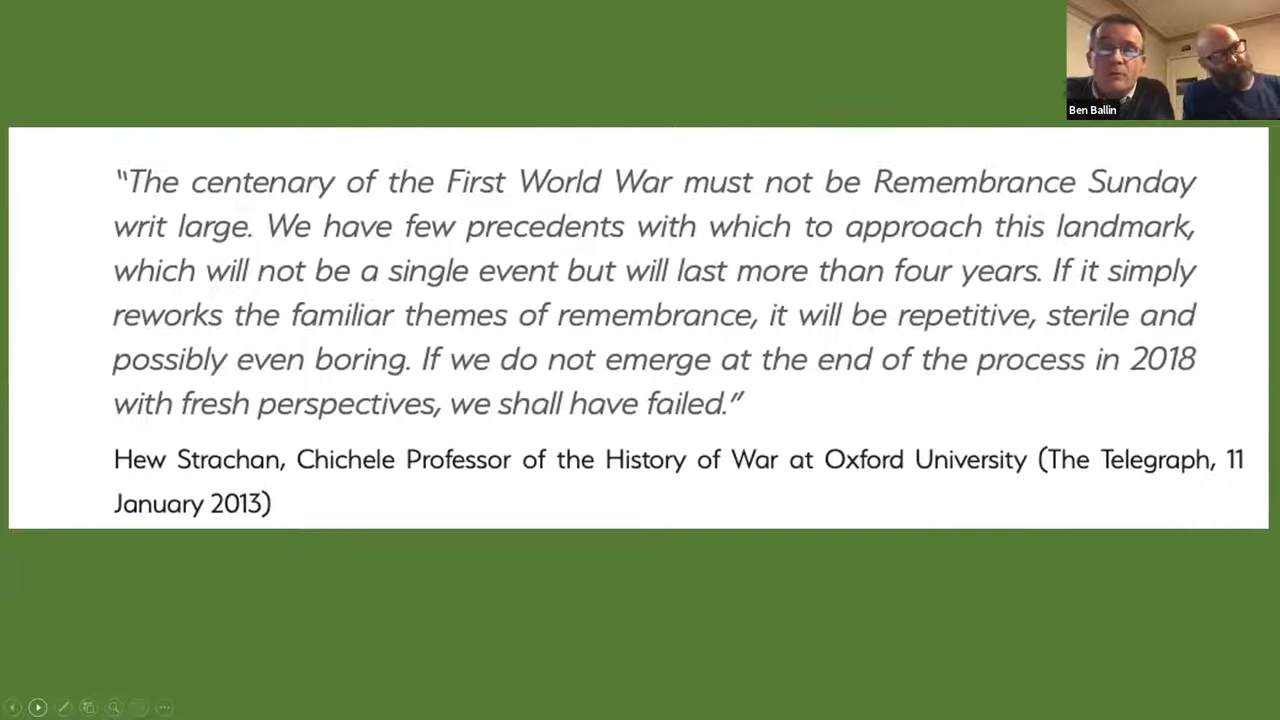 Ben Ballin
“The centenary of the First World War must not be Remembrance Sunday
writ large. We have few precedents with which to approach this landmark,
which will not be a single event but will last more than four years. If it simply
reworks the familiar themes of remembrance, it will be repetitive, sterile and
possibly even boring. If we do not emerge at the end of the process in 2018
with fresh perspectives, we shall have failed.”
Hew Strachan, Chichele Professor of the History of War at Oxford University (The Telegraph, 11
January 2013)